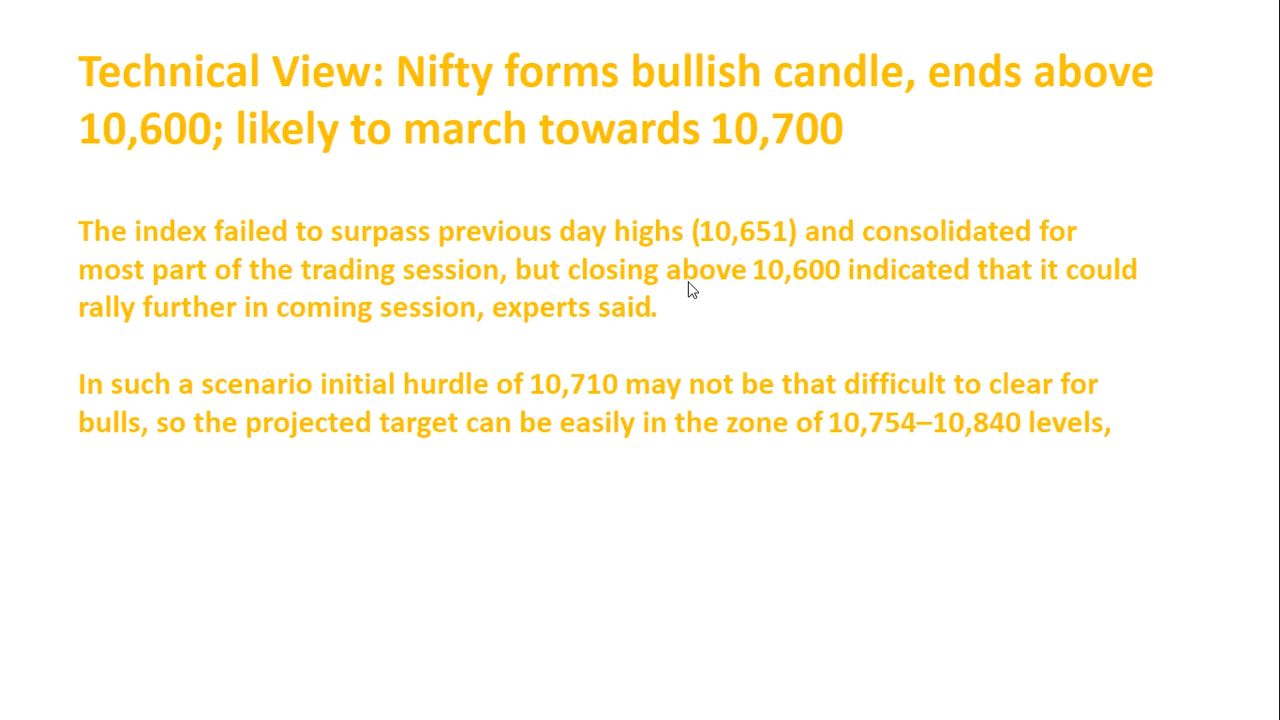 Technical View: Nifty forms bullish candle, ends above
10,600; likely to march towards 10,700
The index failed to surpass previous day highs (10,651) and consolidated for
most part of the trading session, but closing above 10,600 indicated that it could
rally further in coming session, experts said.
In such a scenario initial hurdle of 10,710 may not be that difficult to clear for
bulls, so the projected target can be easily in the zone of 10,754–10,840 levels,